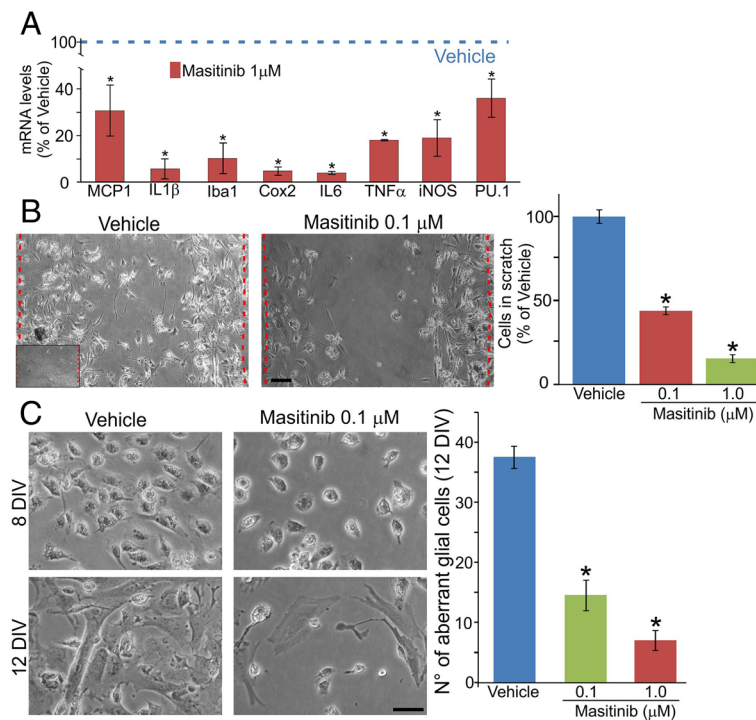 A
100
Vehicle
Masitinib 1μM
mRNA levels
(% of Vehicle)
40
20
0
* * * * * * * *
MCP1 IL1β Iba1 Cox2 IL6 TNFα iNOS PU.1
B
Vehicle
Masitinib 0.1 μM
Cells in scratch
(% of Vehicle)
100
50
0
*
*
Vehicle 0.1 1.0
Masitinib (μM)
C
Vehicle
Masitinib 0.1 μM
8 DIV
12 DIV
N° of aberrant glial cells (12 DIV)
40
30
20
10
0
*
*
Vehicle 0.1 1.0
Masitinib (μM)